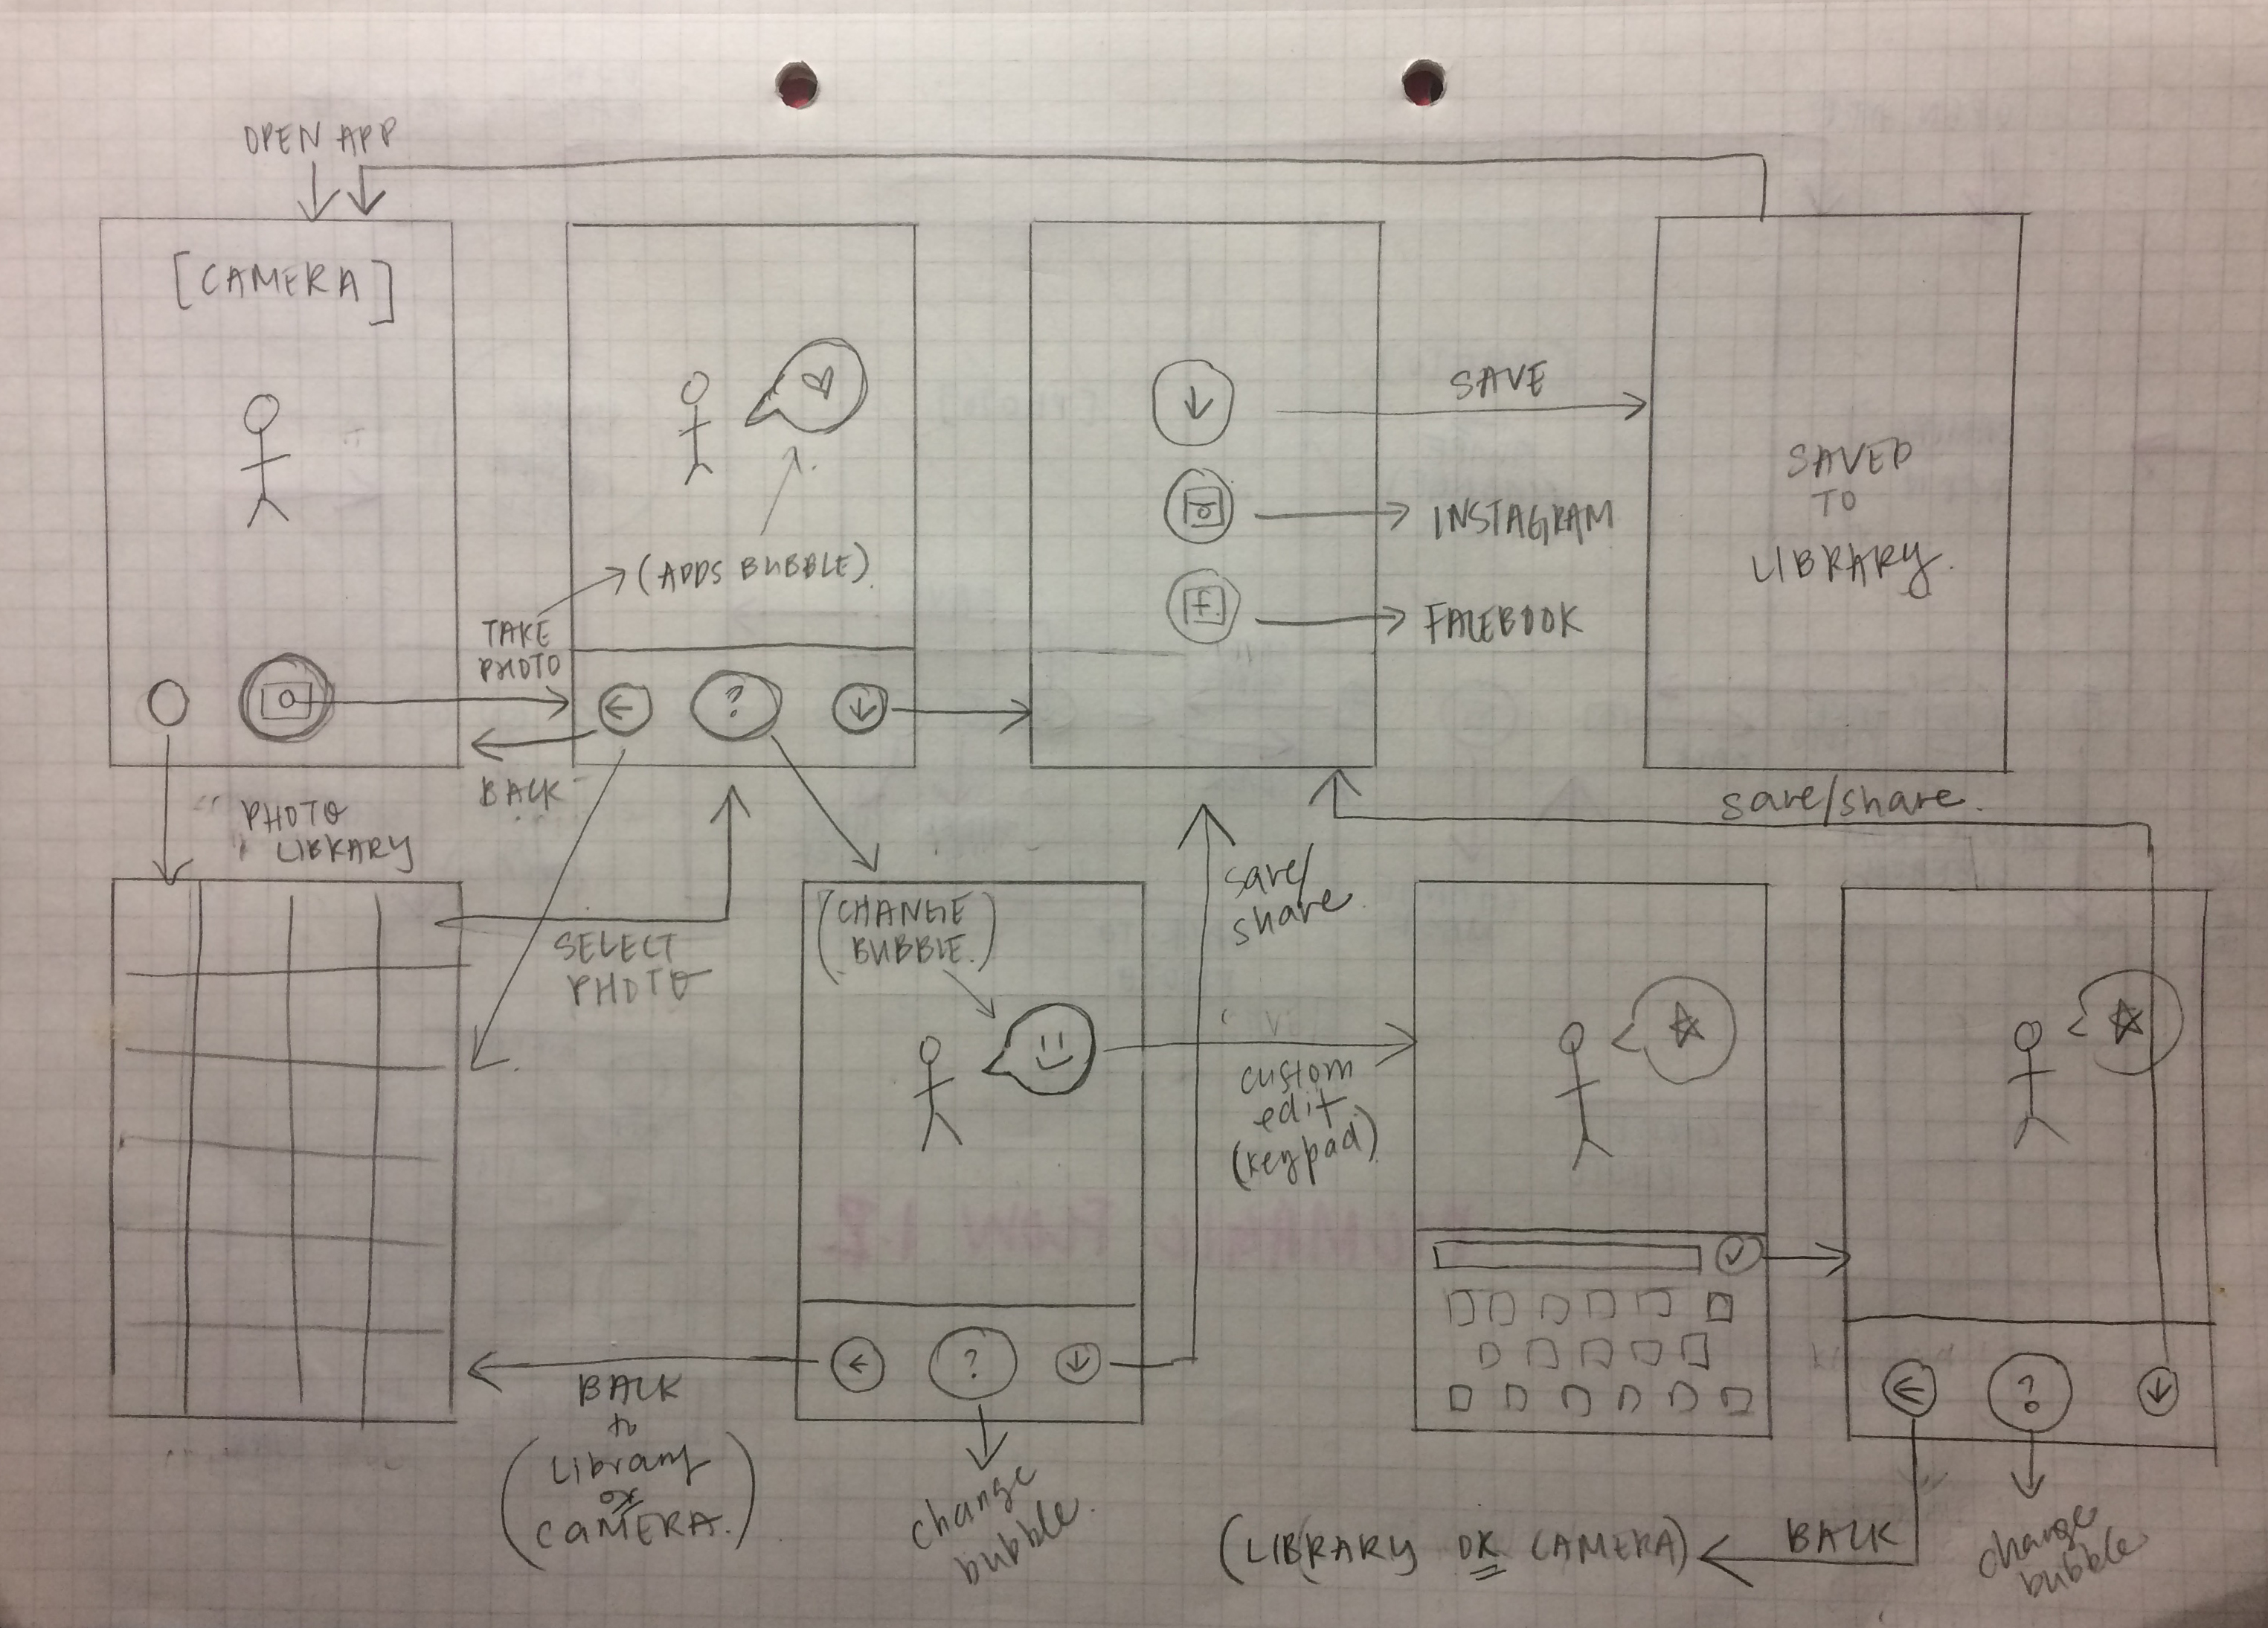 OPEN APP
[CAMERA]
(ADDS BUBBLE)
TAKE
PHOTO
?
BACK
SAVE
INSTAGRAM
f
FACEBOOK
SAVED
TO
LIBRARY.
PHOTO
LIBRARY
SELECT
PHOTO
(CHANGE
BUBBLE.)
save/
share
save/share.
custom
edit
(keypad)
?
BACK
to
(Library
OR
CAMERA.)
change
bubble.
?
BACK
(LIBRARY OR CAMERA)
change
bubble